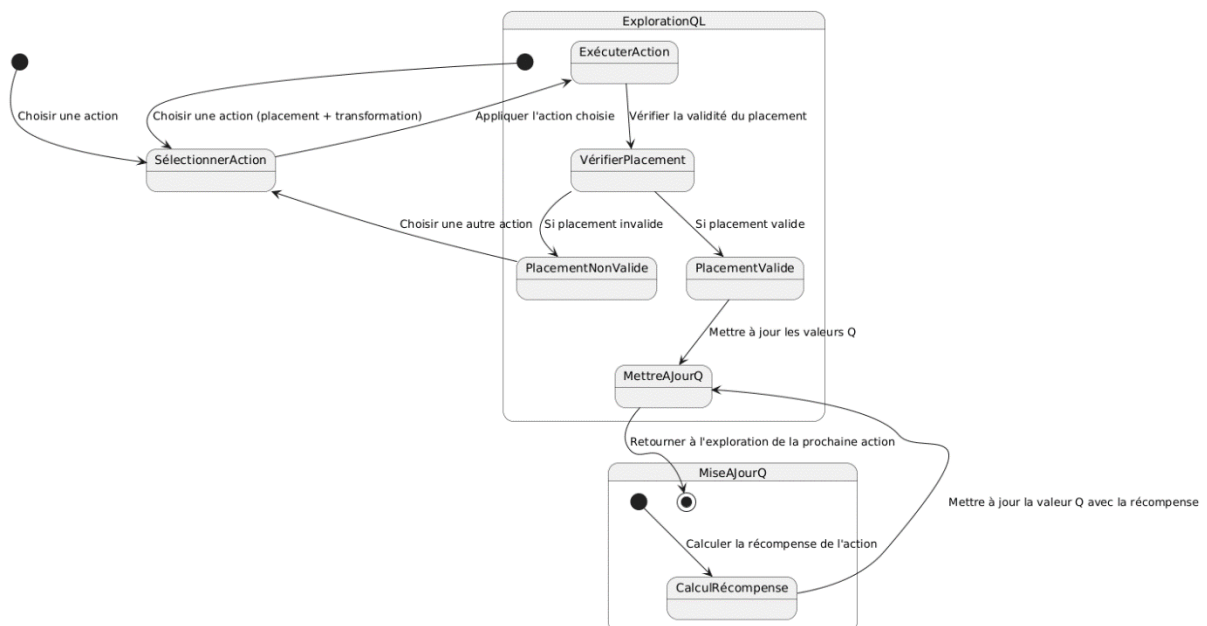 ExplorationQL
ExécuterAction
Choisir une action
Choisir une action (placement + transformation)
Appliquer l'action choisie
Vérifier la validité du placement
SélectionnerAction
VérifierPlacement
Choisir une autre action
Si placement invalide
Si placement valide
PlacementNonValide
PlacementValide
Mettre à jour les valeurs Q
MettreAJourQ
Retourner à l'exploration de la prochaine action
MiseAJourQ
Mettre à jour la valeur Q avec la récompense
Calculer la récompense de l'action
CalculRécompense